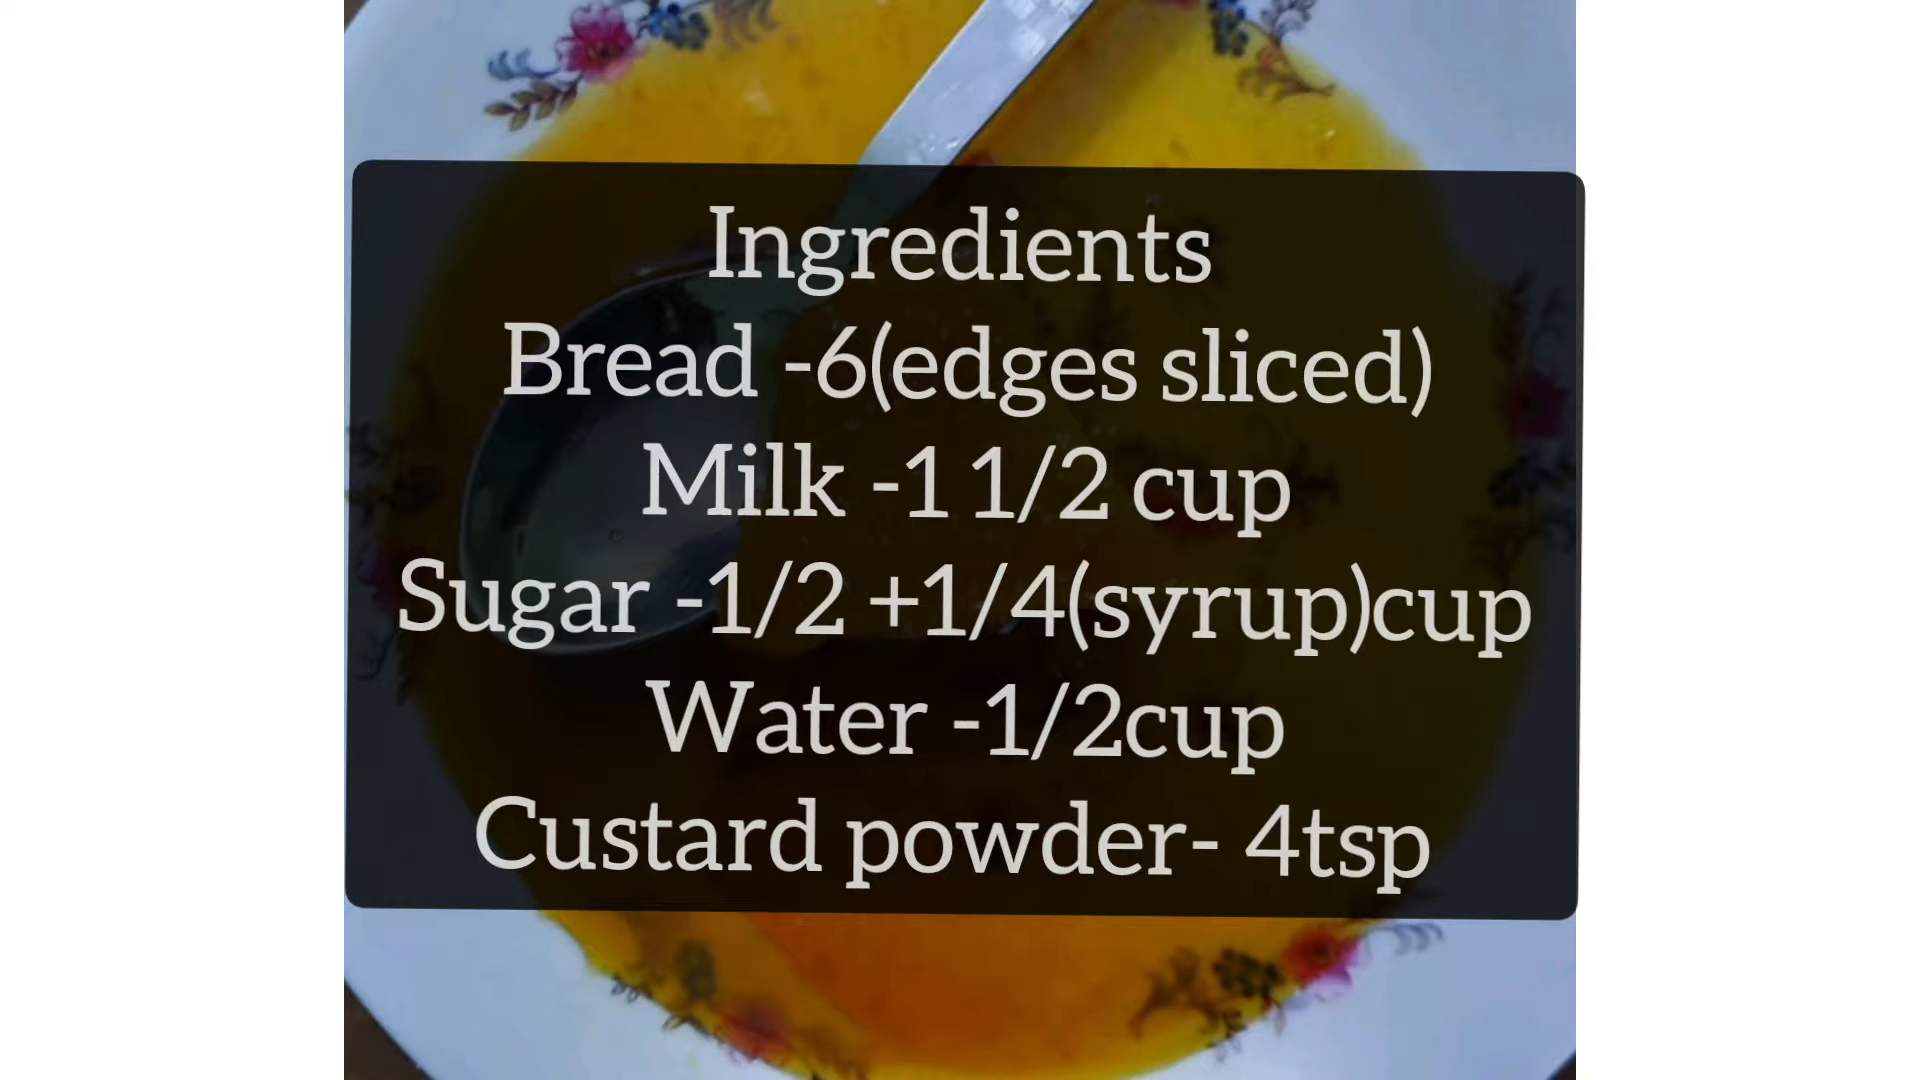 Ingredients
Bread -6(edges sliced)
Milk -1 1/2 cup
Sugar -1/2 +1/4(syrup)cup
Water -1/2cup
Custard powder- 4tsp